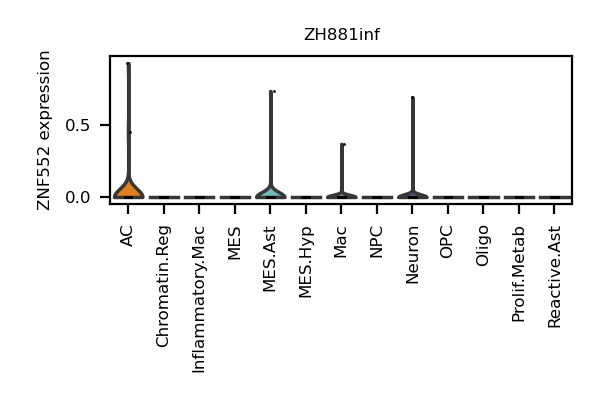 ZH881inf
ZNF552 expression
0.5
0.0
AC
Chromatin.Reg
Inflammatory.Mac
MES
MES.Ast
MES.Hyp
Mac
NPC
Neuron
OPC
Oligo
Prolif.Metab
Reactive.Ast